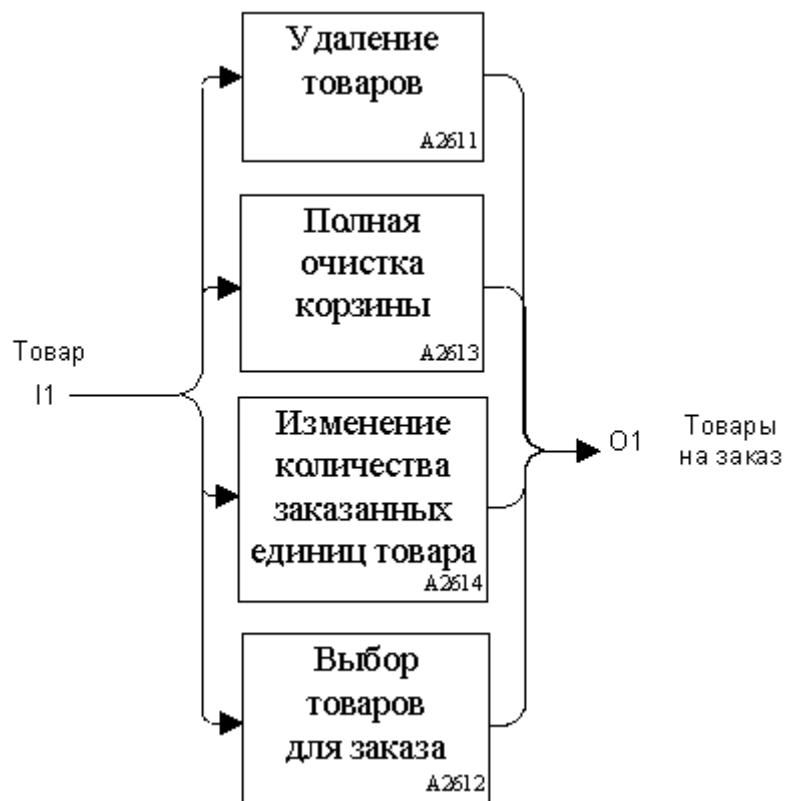 Удаление
товаров
A2611
Полная
очистка
корзины
A2613
Товар
I1
Изменение
количества
заказанных
единиц товара
A2614
O1
Товары
на заказ
Выбор
товаров
для заказа
A2612